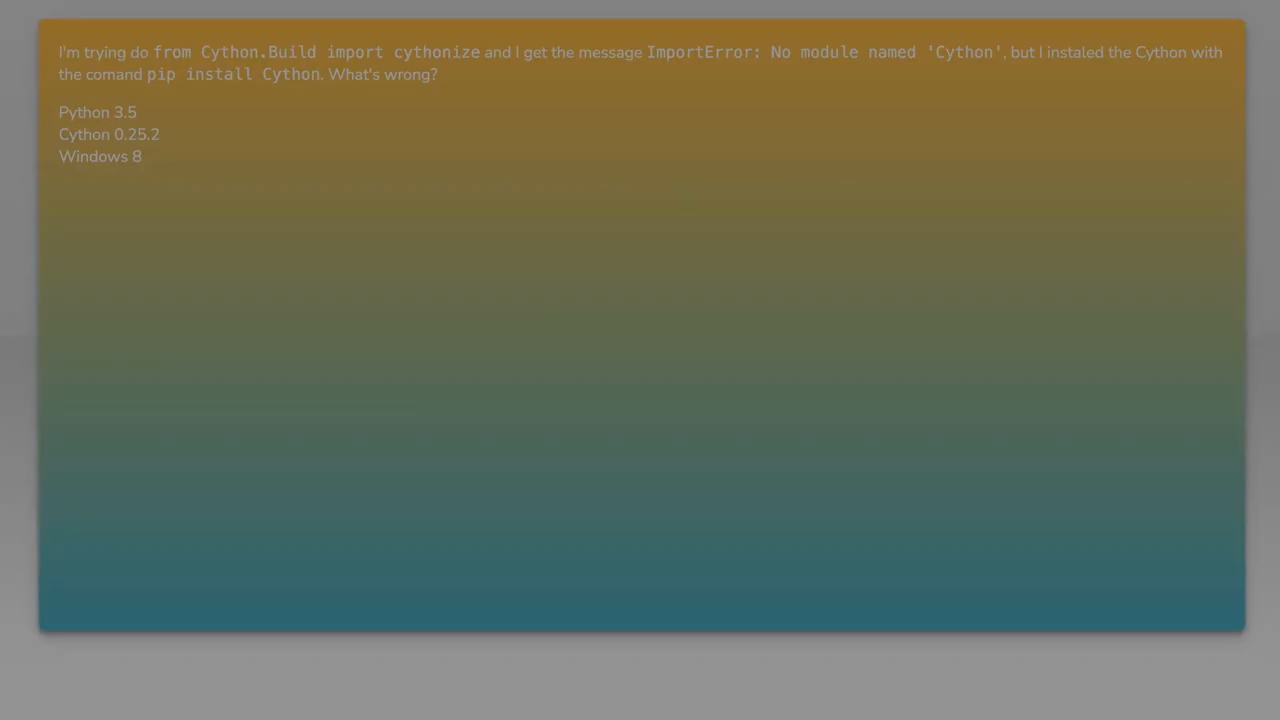 I'm trying do from Cython.Build import cythonize and I get the message ImportError: No module named 'Cython', but I instaled the Cython with
the comand pip install Cython. What's wrong?
Python 3.5
Cython 0.25.2
Windows 8